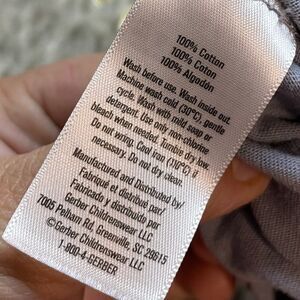 100% Cotton
100% Coton
100% Algodón
Wash before use. Wash inside out.
Machine wash cold (30°C), gentle
cycle. Wash with mild soap or
detergent. Use only non-chlorine
bleach when needed. Tumble dry low.
Do not wring. Cool iron (110°C) if
necessary. Do not dry clean.
Manufactured and Distributed by/
Fabriqué et distribué par/
Fabricado y distribuido por
Gerber Childrenswear LLC
7005 Pelham Rd, Greenville, SC 29615
©Gerber Childrenswear LLC
1-800-4-GERBER